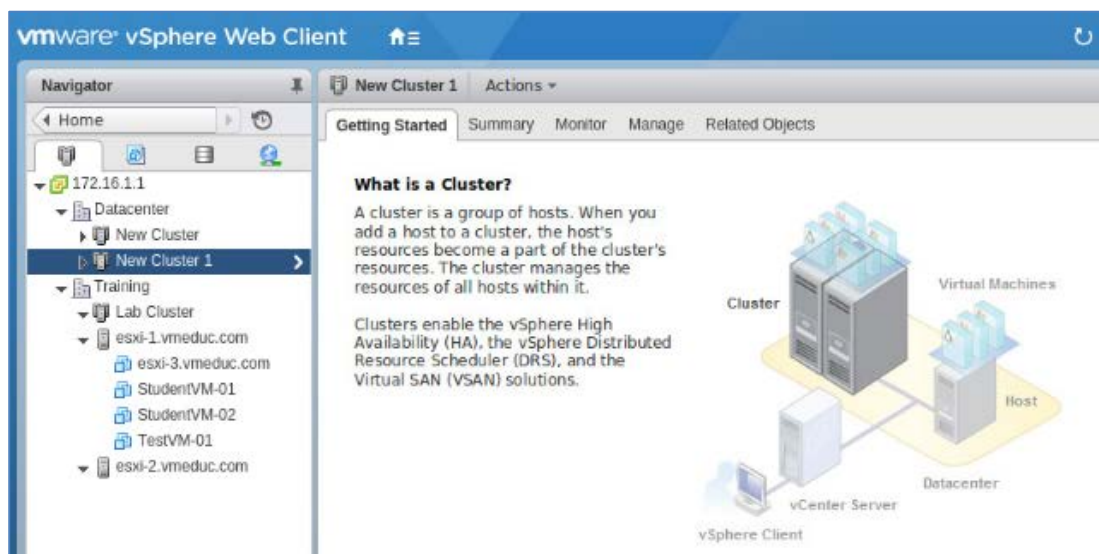 vmware vSphere Web Client
Navigator
Home
172.16.1.1
Datacenter
New Cluster
New Cluster 1
Training
Lab Cluster
esxi-1.vmeduc.com
esxi-3.vmeduc.com
StudentVM-01
StudentVM-02
TestVM-01
esxi-2.vmeduc.com
New Cluster 1 Actions
Getting Started Summary Monitor Manage Related Objects
What is a Cluster?
A cluster is a group of hosts. When you
add a host to a cluster, the host's
resources become a part of the cluster's
resources. The cluster manages the
resources of all hosts within it.
Clusters enable the vSphere High
Availability (HA), the vSphere Distributed
Resource Scheduler (DRS), and the
Virtual SAN (VSAN) solutions.
Virtual Machines
Cluster
Host
Datacenter
vCenter Server
vSphere Client